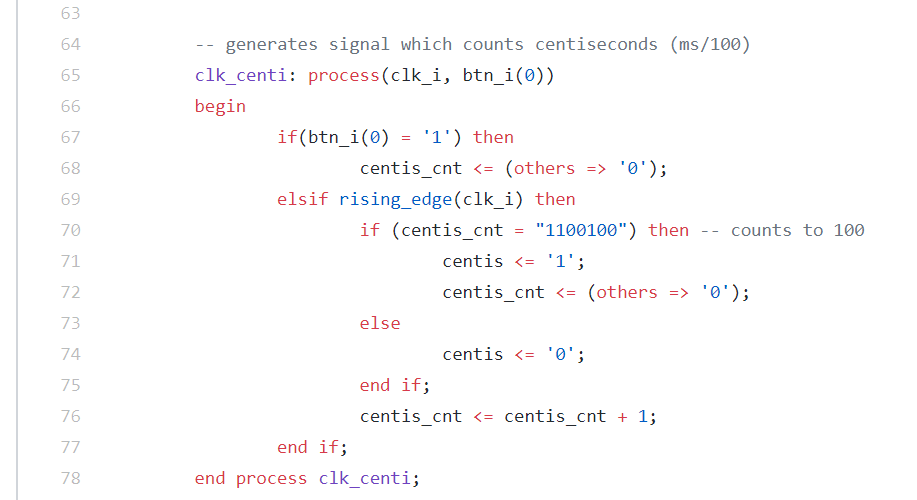 63
64 -- generates signal which counts centiseconds (ms/100)
65 clk_centi: process(clk_i, btn_i(0))
66 begin
67 if(btn_i(0) = '1') then
68 centis_cnt <= (others => '0');
69 elsif rising_edge(clk_i) then
70 if (centis_cnt = "1100100") then -- counts to 100
71 centis <= '1';
72 centis_cnt <= (others => '0');
73 else
74 centis <= '0';
75 end if;
76 centis_cnt <= centis_cnt + 1;
77 end if;
78 end process clk_centi;